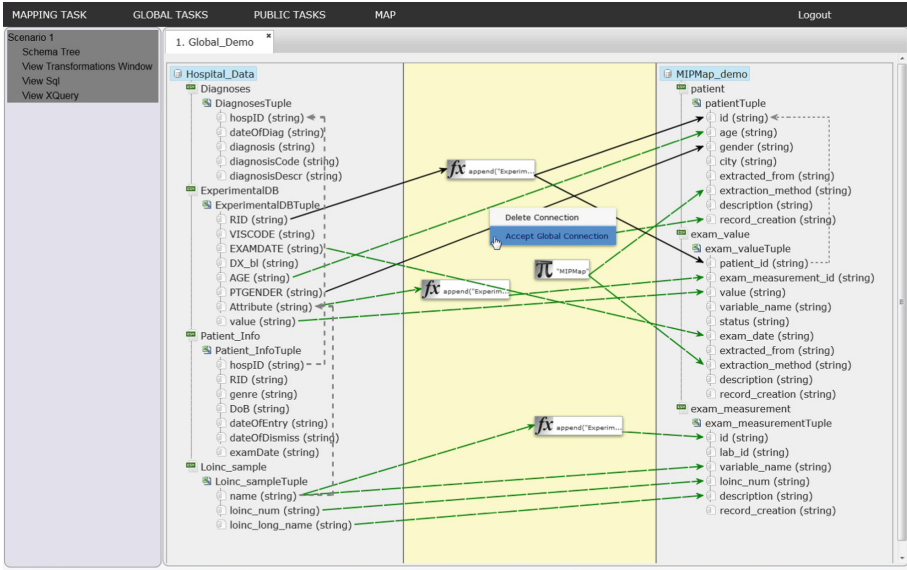 MAPPING TASK GLOBAL TASKS PUBLIC TASKS MAP Logout
Scenario 1
Schema Tree
View Transformations Window
View Sql
View XQuery
1. Global_Demo
Hospital_Data
Diagnoses
DiagnosesTuple
hospID (string)
dateOfDiag (string)
diagnosis (string)
diagnosisCode (string)
diagnosisDescr (string)
ExperimentalDB
ExperimentalDBTuple
RID (string)
VISCODE (string)
EXAMDATE (string)
DX_bl (string)
AGE (string)
PTGENDER (string)
Attribute (string)
value (string)
Patient_Info
Patient_InfoTuple
hospID (string)
RID (string)
genre (string)
DoB (string)
dateOfEntry (string)
dateOfDismiss (string)
examDate (string)
Loinc_sample
Loinc_sampleTuple
name (string)
loinc_num (string)
loinc_long_name (string)
fx append("Experim...
Delete Connection
Accept Global Connection
π "MIPMap"
fx append("Experim...
fx append("Experim...
MIPMap_demo
patient
patientTuple
id (string)
age (string)
gender (string)
city (string)
extracted_from (string)
extraction_method (string)
description (string)
record_creation (string)
exam_value
exam_valueTuple
patient_id (string)
exam_measurement_id (string)
value (string)
variable_name (string)
status (string)
exam_date (string)
extracted_from (string)
extraction_method (string)
description (string)
record_creation (string)
exam_measurement
exam_measurementTuple
id (string)
lab_id (string)
variable_name (string)
loinc_num (string)
description (string)
record_creation (string)